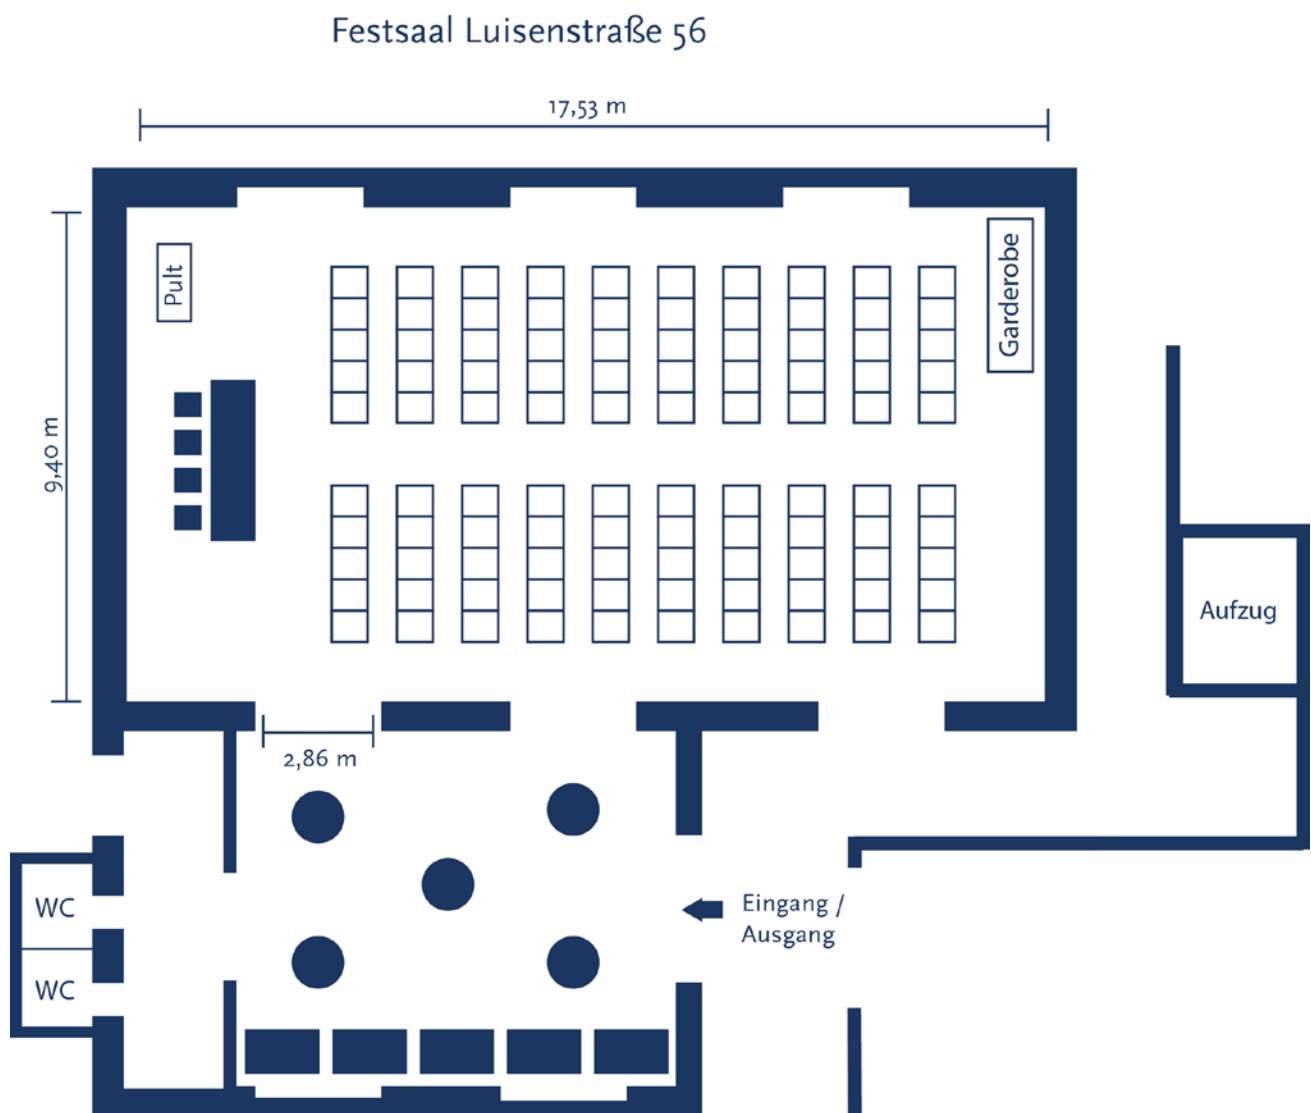 Festsaal Luisenstraße 56
17,53 m
Pult
Garderobe
9,40 m
Aufzug
2,86 m
WC
Eingang /
Ausgang
WC